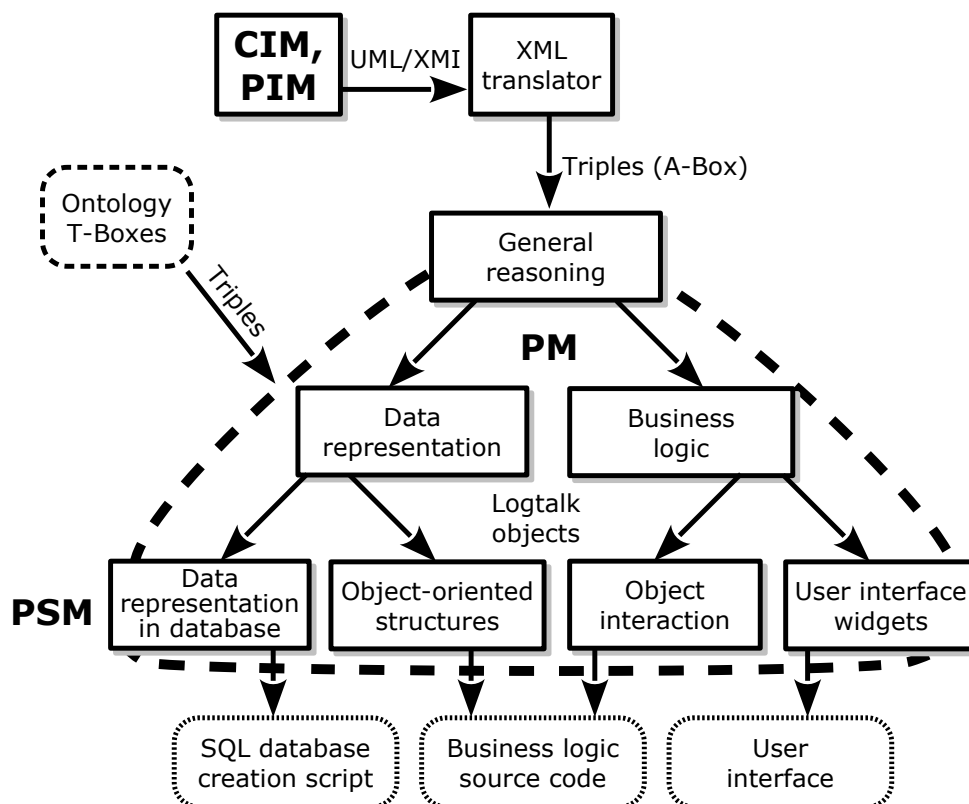 CIM,
PIM
UML/XMI
XML
translator
Triples (A-Box)
Ontology
T-Boxes
Triples
General
reasoning
PM
Data
representation
Business
logic
Logtalk
objects
PSM
Data
representation
in database
Object-oriented
structures
Object
interaction
User interface
widgets
SQL database
creation script
Business logic
source code
User
interface